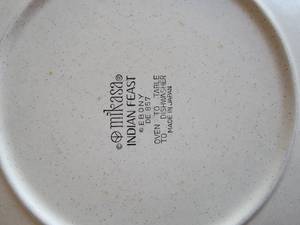 © mikasa®
INDIAN FEAST
© EBONY
DE 857
OVEN TO TABLE
TO DISHWASHER
MADE IN JAPAN